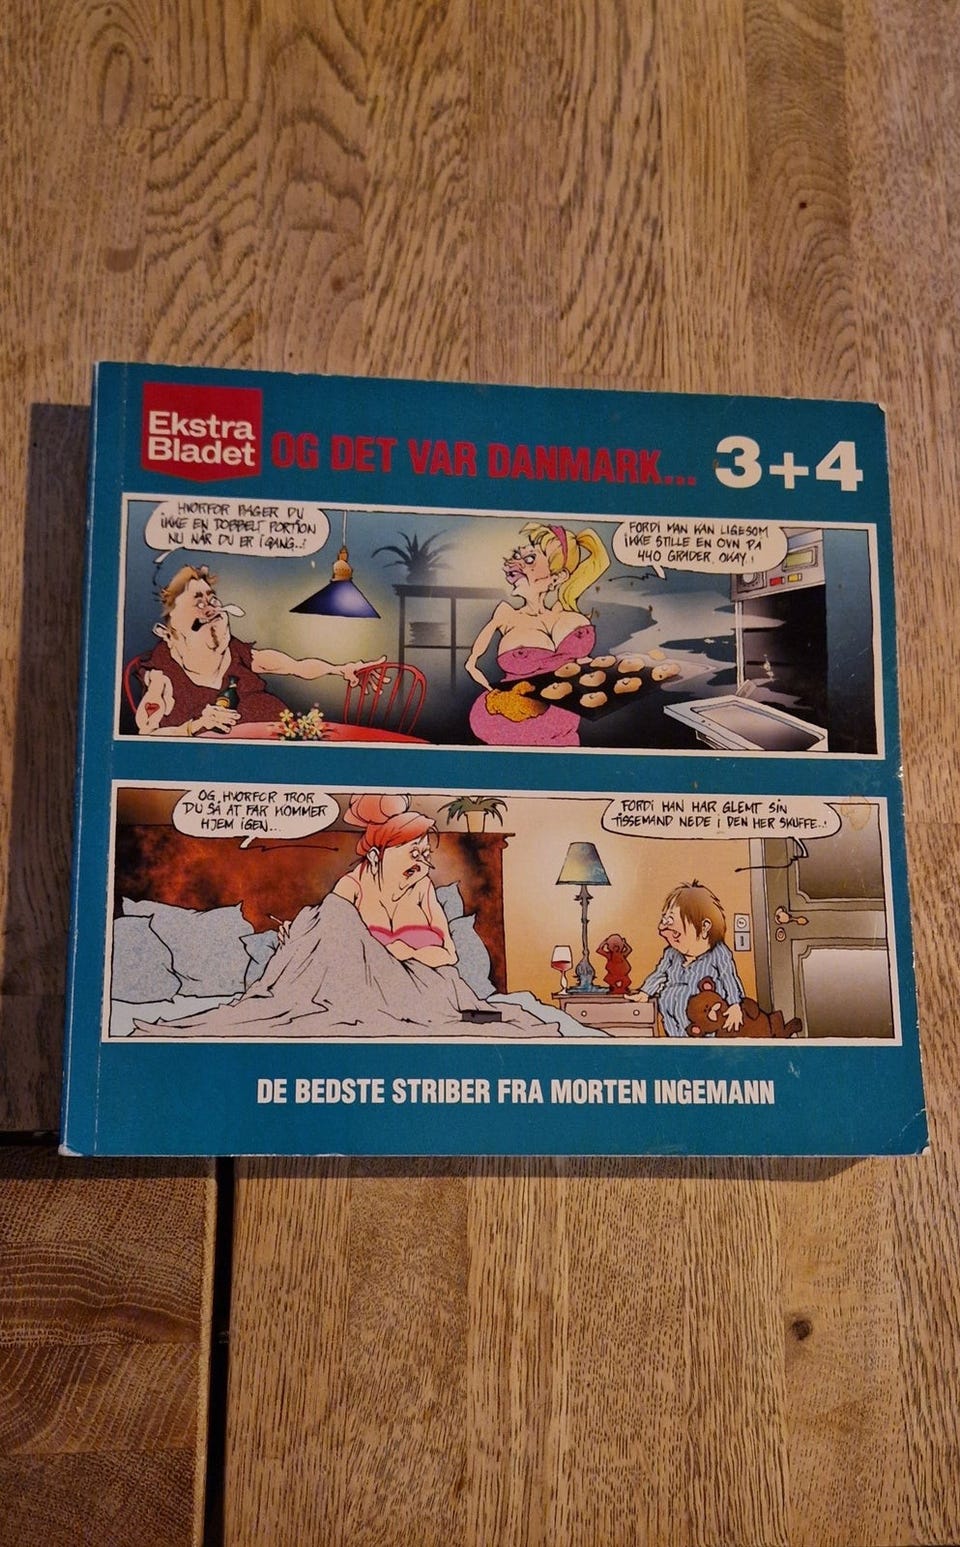 Ekstra
Bladet
OG DET VAR DANMARK... 3+4
HVORFOR BAGER DU
IKKE EN DOBBELT PORTION
NU NÅR DU ER I GANG..!
FORDI MAN KAN LIGESOM
IKKE STILLE EN OVN PÅ
440 GRADER, OKAY!
OG HVORFOR TROR
DU SÅ AT FAR KOMMER
HJEM IGEN...
FORDI HAN HAR GLEMT SIN
TISSEMAND NEDE I DEN HER SKUFFE..!
DE BEDSTE STRIBER FRA MORTEN INGEMANN